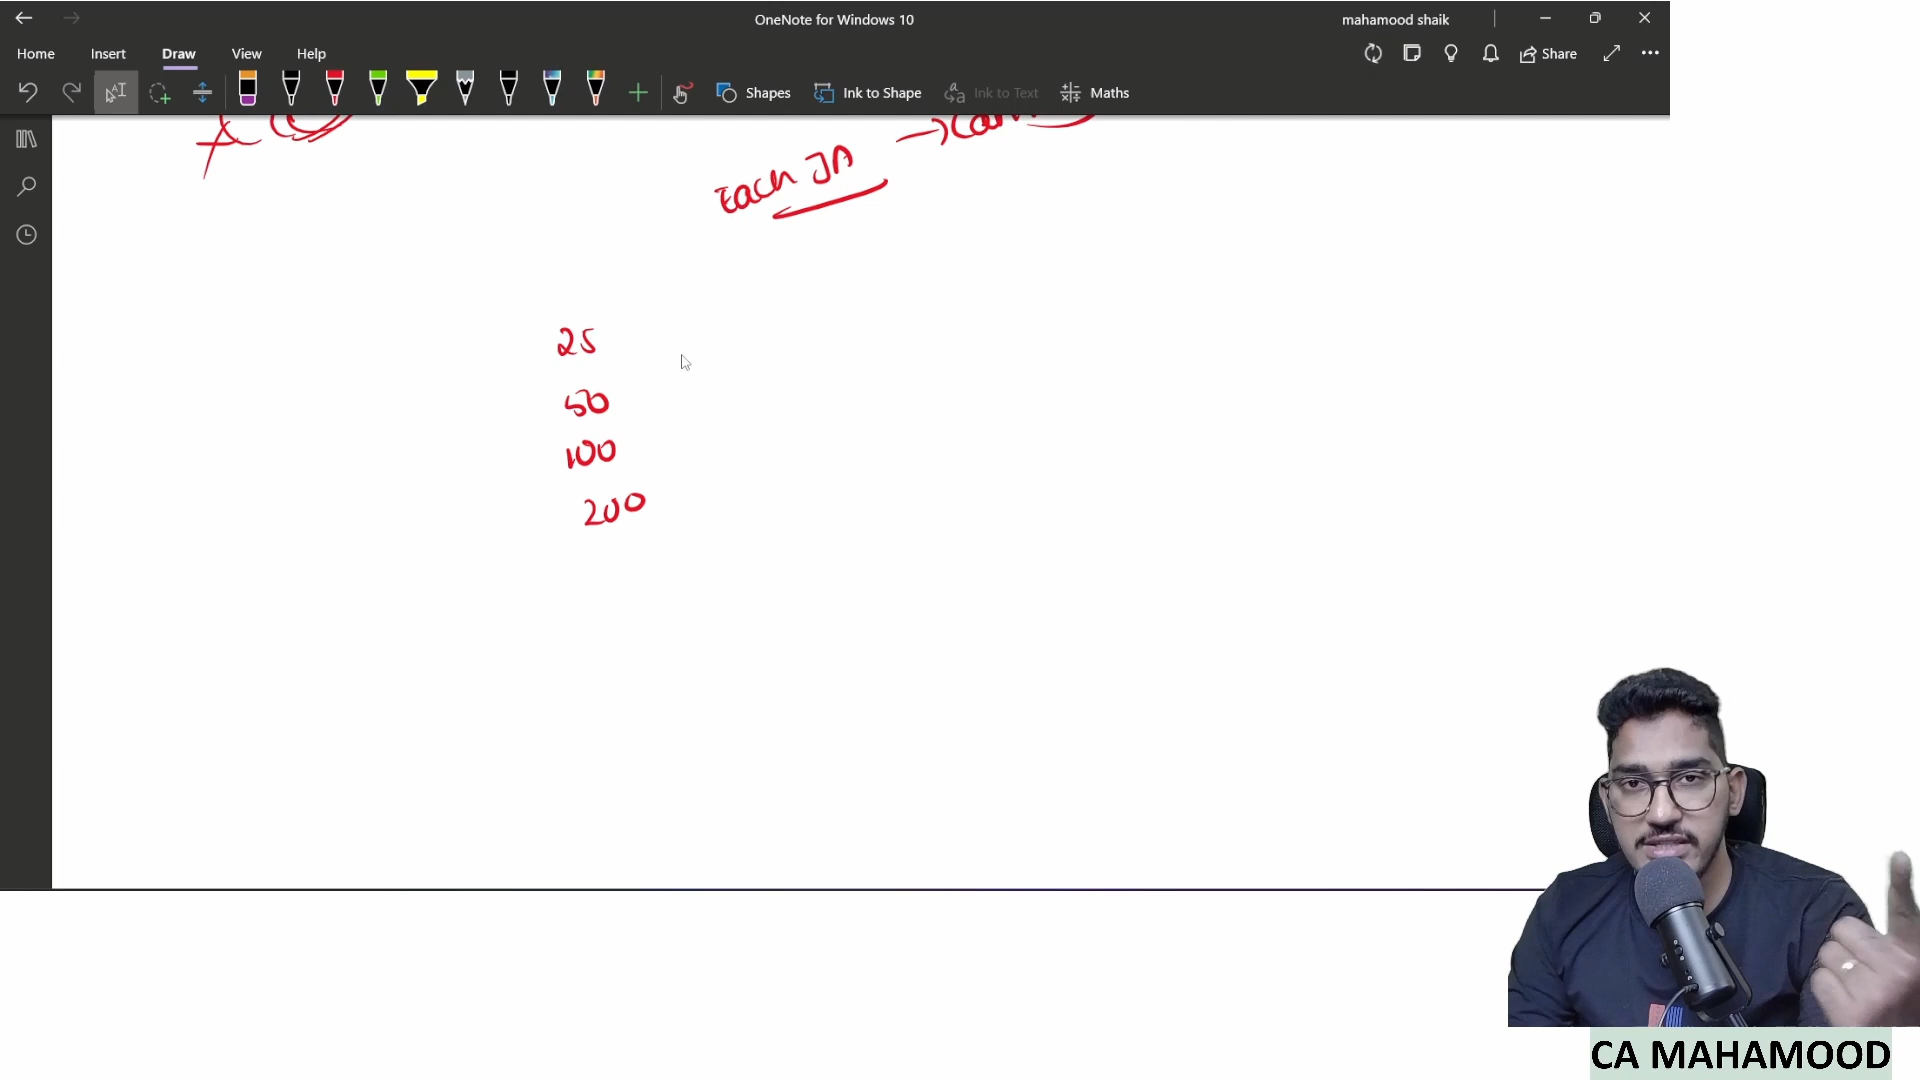 OneNote for Windows 10
mahamood shaik
Home Insert Draw View Help
Share
Shapes Ink to Shape Ink to Text Maths
Each JA
25
50
100
200
CA MAHAMOOD